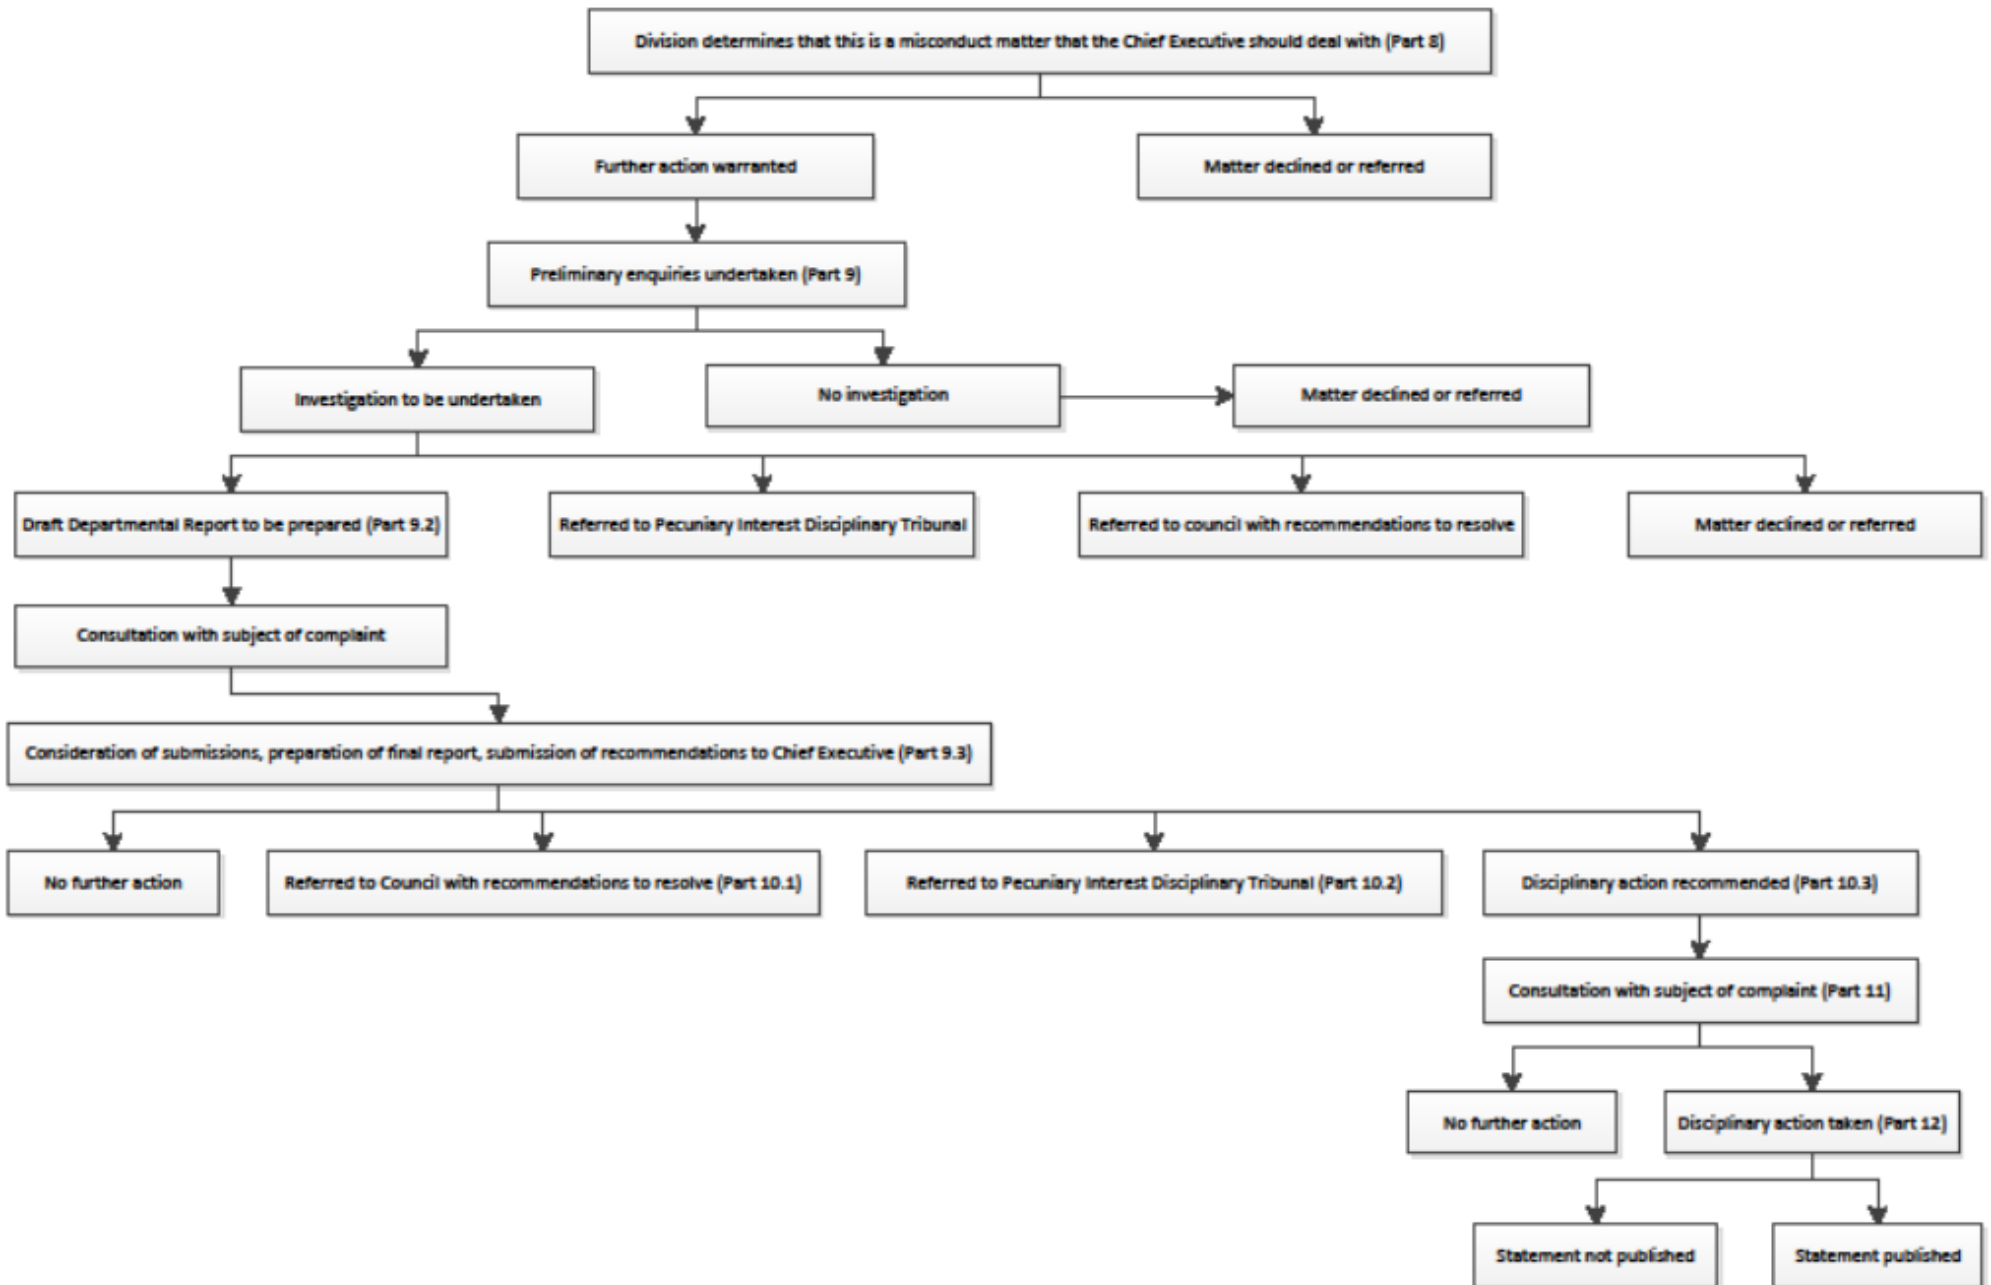 Division determines that this is a misconduct matter that the Chief Executive should deal with (Part 8)
Further action warranted
Matter declined or referred
Preliminary enquiries undertaken (Part 9)
Investigation to be undertaken
No investigation
Matter declined or referred
Draft Departmental Report to be prepared (Part 9.2)
Referred to Pecuniary Interest Disciplinary Tribunal
Referred to council with recommendations to resolve
Matter declined or referred
Consultation with subject of complaint
Consideration of submissions, preparation of final report, submission of recommendations to Chief Executive (Part 9.3)
No further action
Referred to Council with recommendations to resolve (Part 10.1)
Referred to Pecuniary Interest Disciplinary Tribunal (Part 10.2)
Disciplinary action recommended (Part 10.3)
Consultation with subject of complaint (Part 11)
No further action
Disciplinary action taken (Part 12)
Statement not published
Statement published